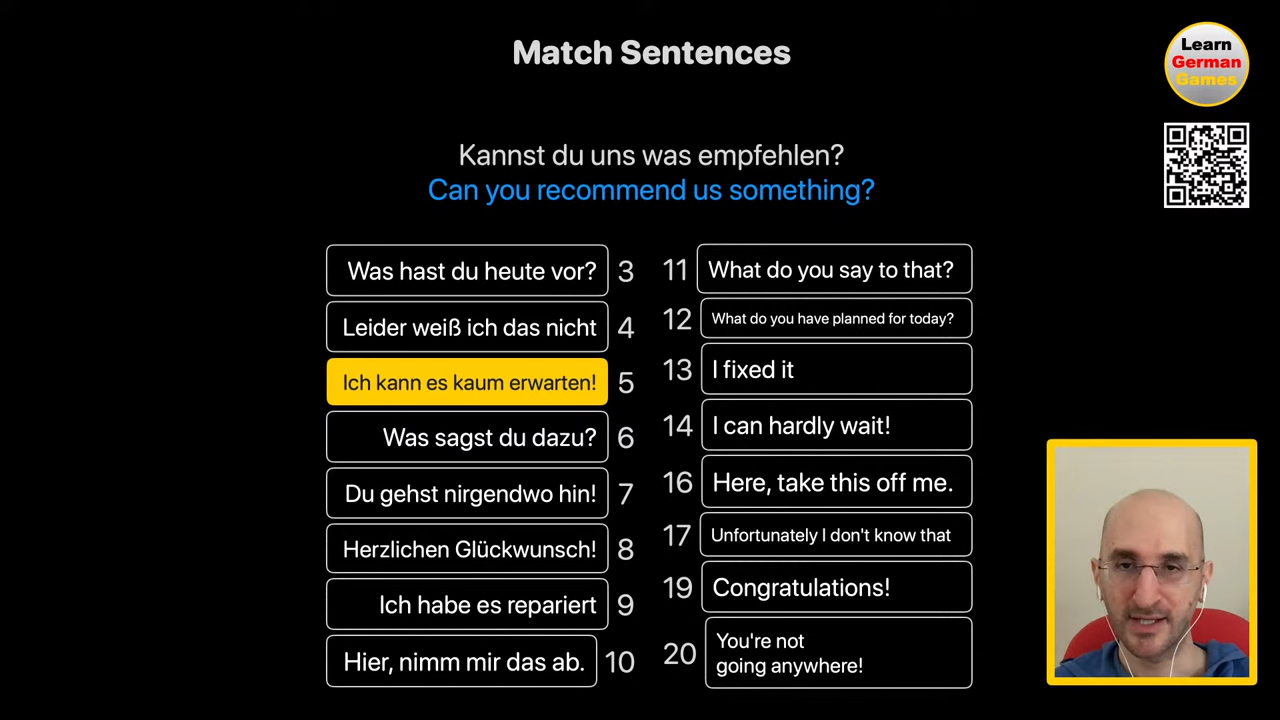 Match Sentences
Learn
German
Games
Kannst du uns was empfehlen?
Can you recommend us something?
Was hast du heute vor? 3
Leider weiß ich das nicht 4
Ich kann es kaum erwarten! 5
Was sagst du dazu? 6
Du gehst nirgendwo hin! 7
Herzlichen Glückwunsch! 8
Ich habe es repariert 9
Hier, nimm mir das ab. 10
11 What do you say to that?
12 What do you have planned for today?
13 I fixed it
14 I can hardly wait!
16 Here, take this off me.
17 Unfortunately I don't know that
19 Congratulations!
20 You're not
going anywhere!